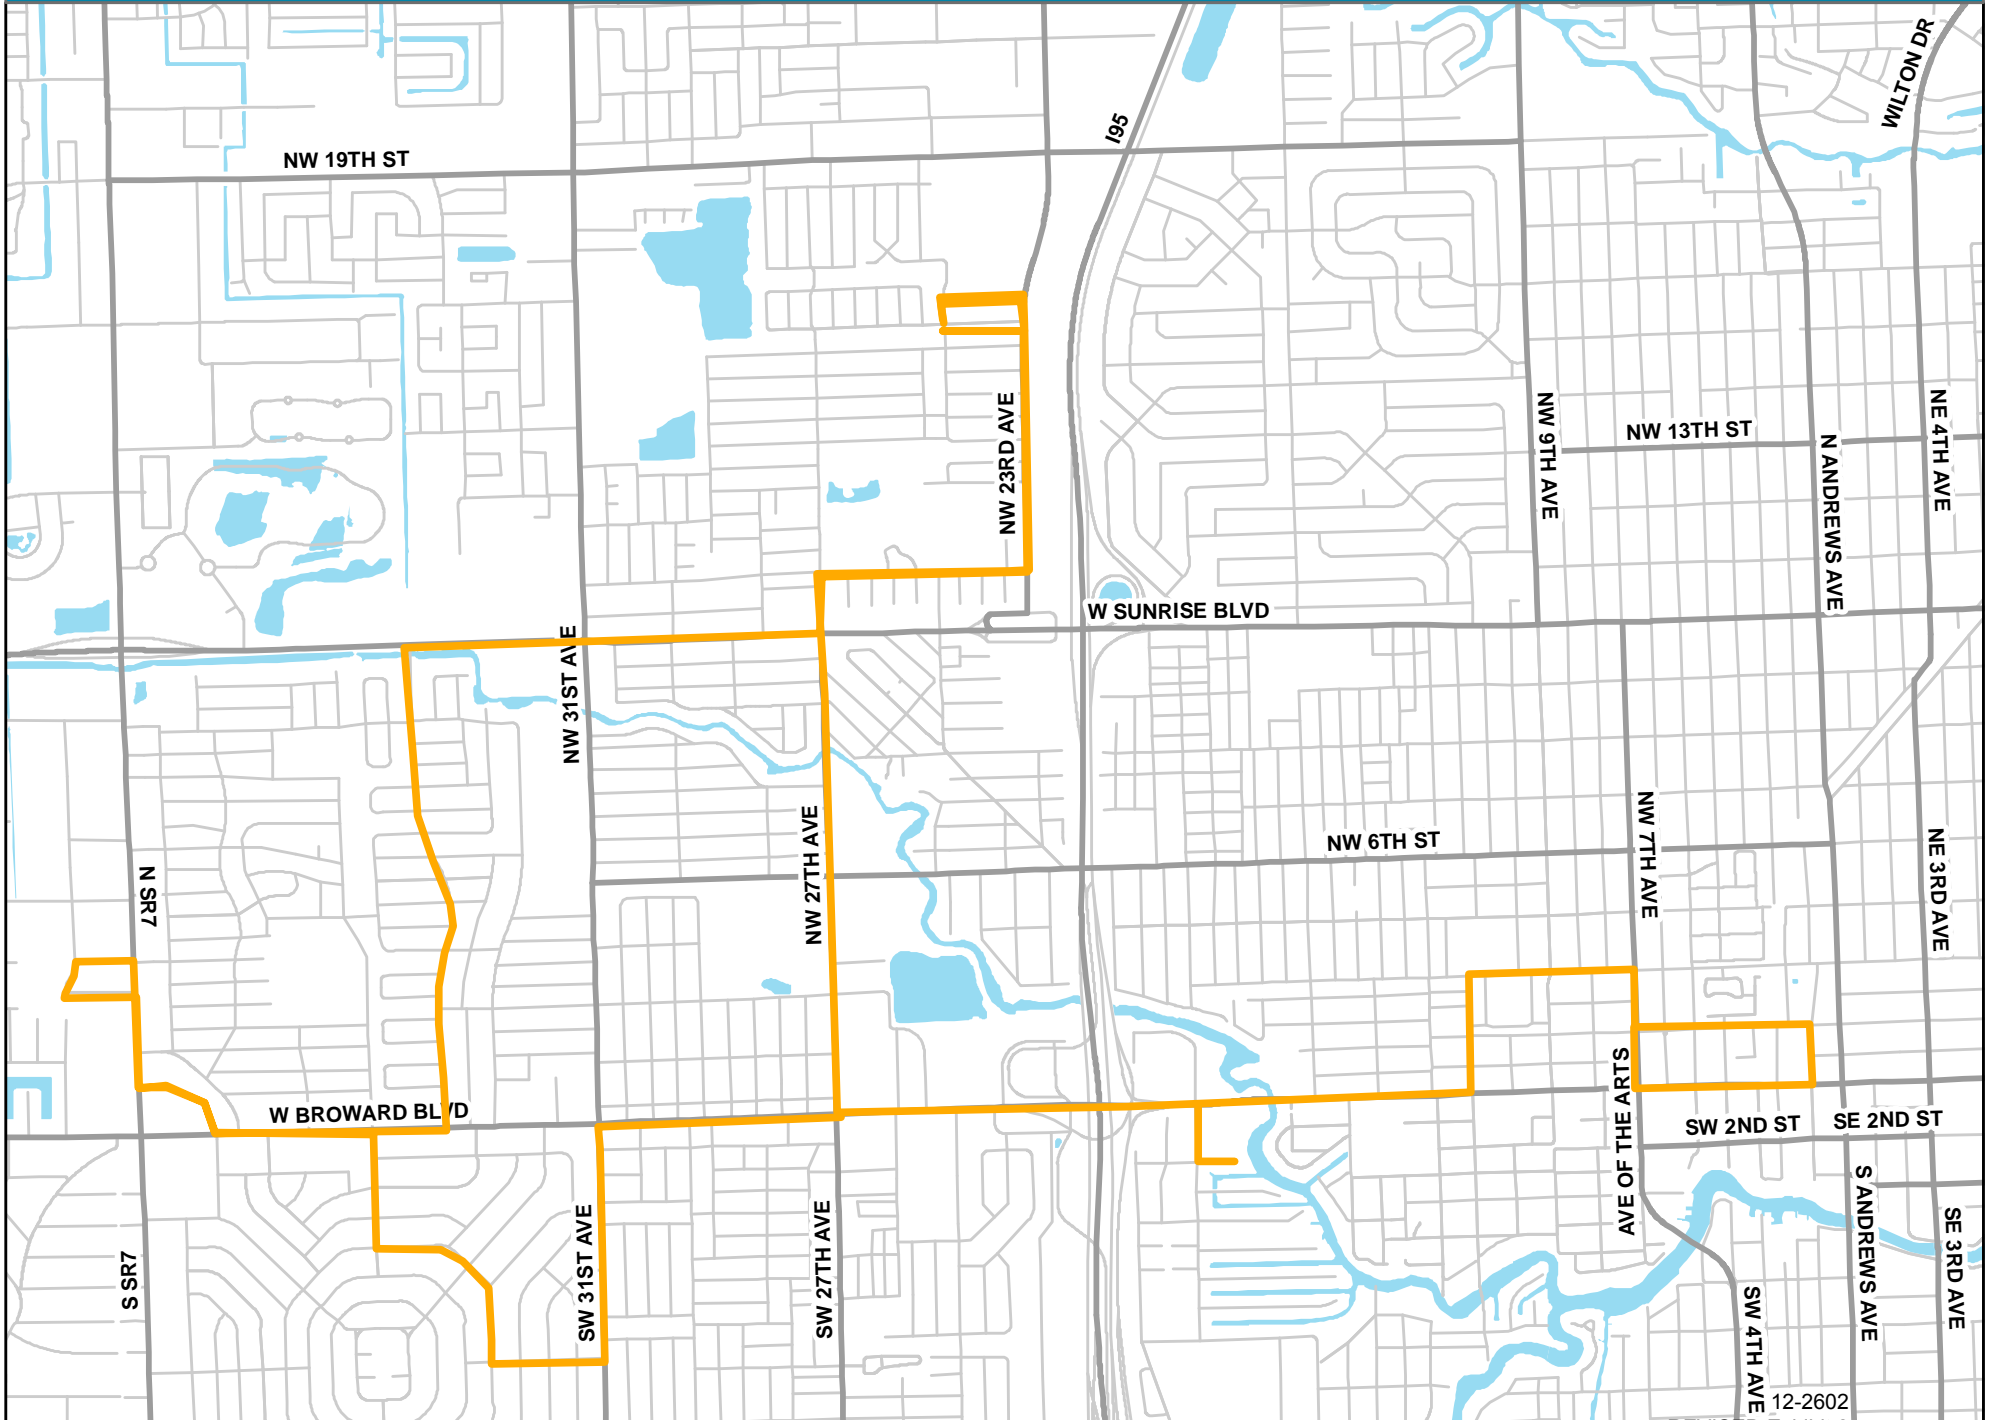 WILTON DR
I95
NW 19TH ST
NW 23RD AVE
NW 9TH AVE
NW 13TH ST
N ANDREWS AVE
NE 4TH AVE
W SUNRISE BLVD
NW 31ST AVE
NW 27TH AVE
NW 6TH ST
NW 7TH AVE
NE 3RD AVE
N SR7
W BROWARD BLVD
AVE OF THE ARTS
SW 2ND ST
SE 2ND ST
S SR7
SW 31ST AVE
SW 27TH AVE
S ANDREWS AVE
SE 3RD AVE
SW 4TH AVE
12-2602